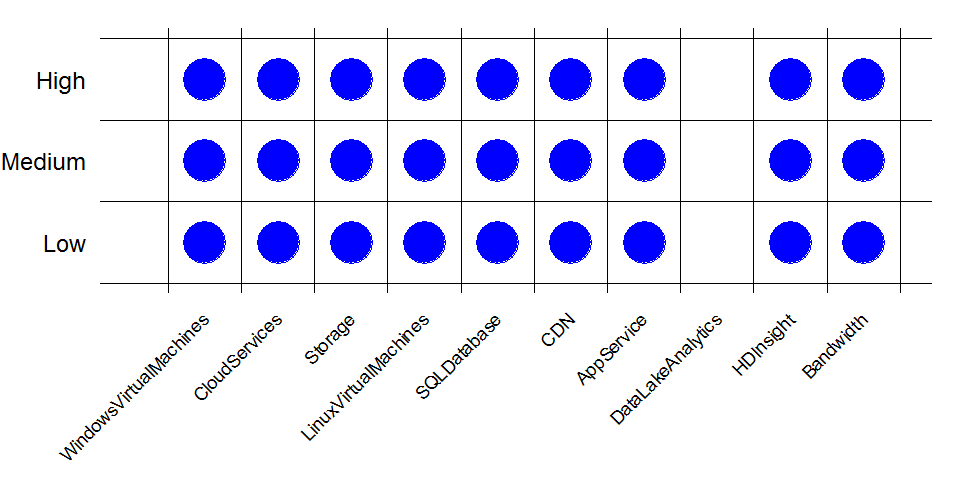 High
Medium
Low
WindowsVirtualMachines
CloudServices
Storage
LinuxVirtualMachines
SQLDatabase
CDN
AppService
DataLakeAnalytics
HDInsight
Bandwidth